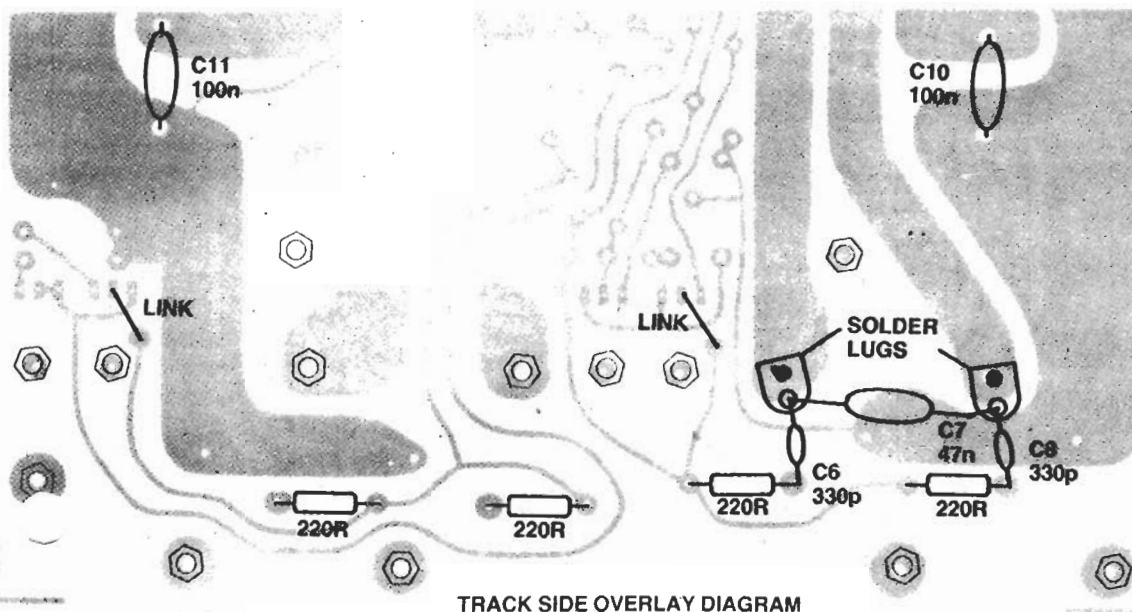 C11
100n
C10
100n
LINK
LINK
SOLDER
LUGS
C7
47n
C8
330p
C6
330p
220R
220R
220R
220R
TRACK SIDE OVERLAY DIAGRAM